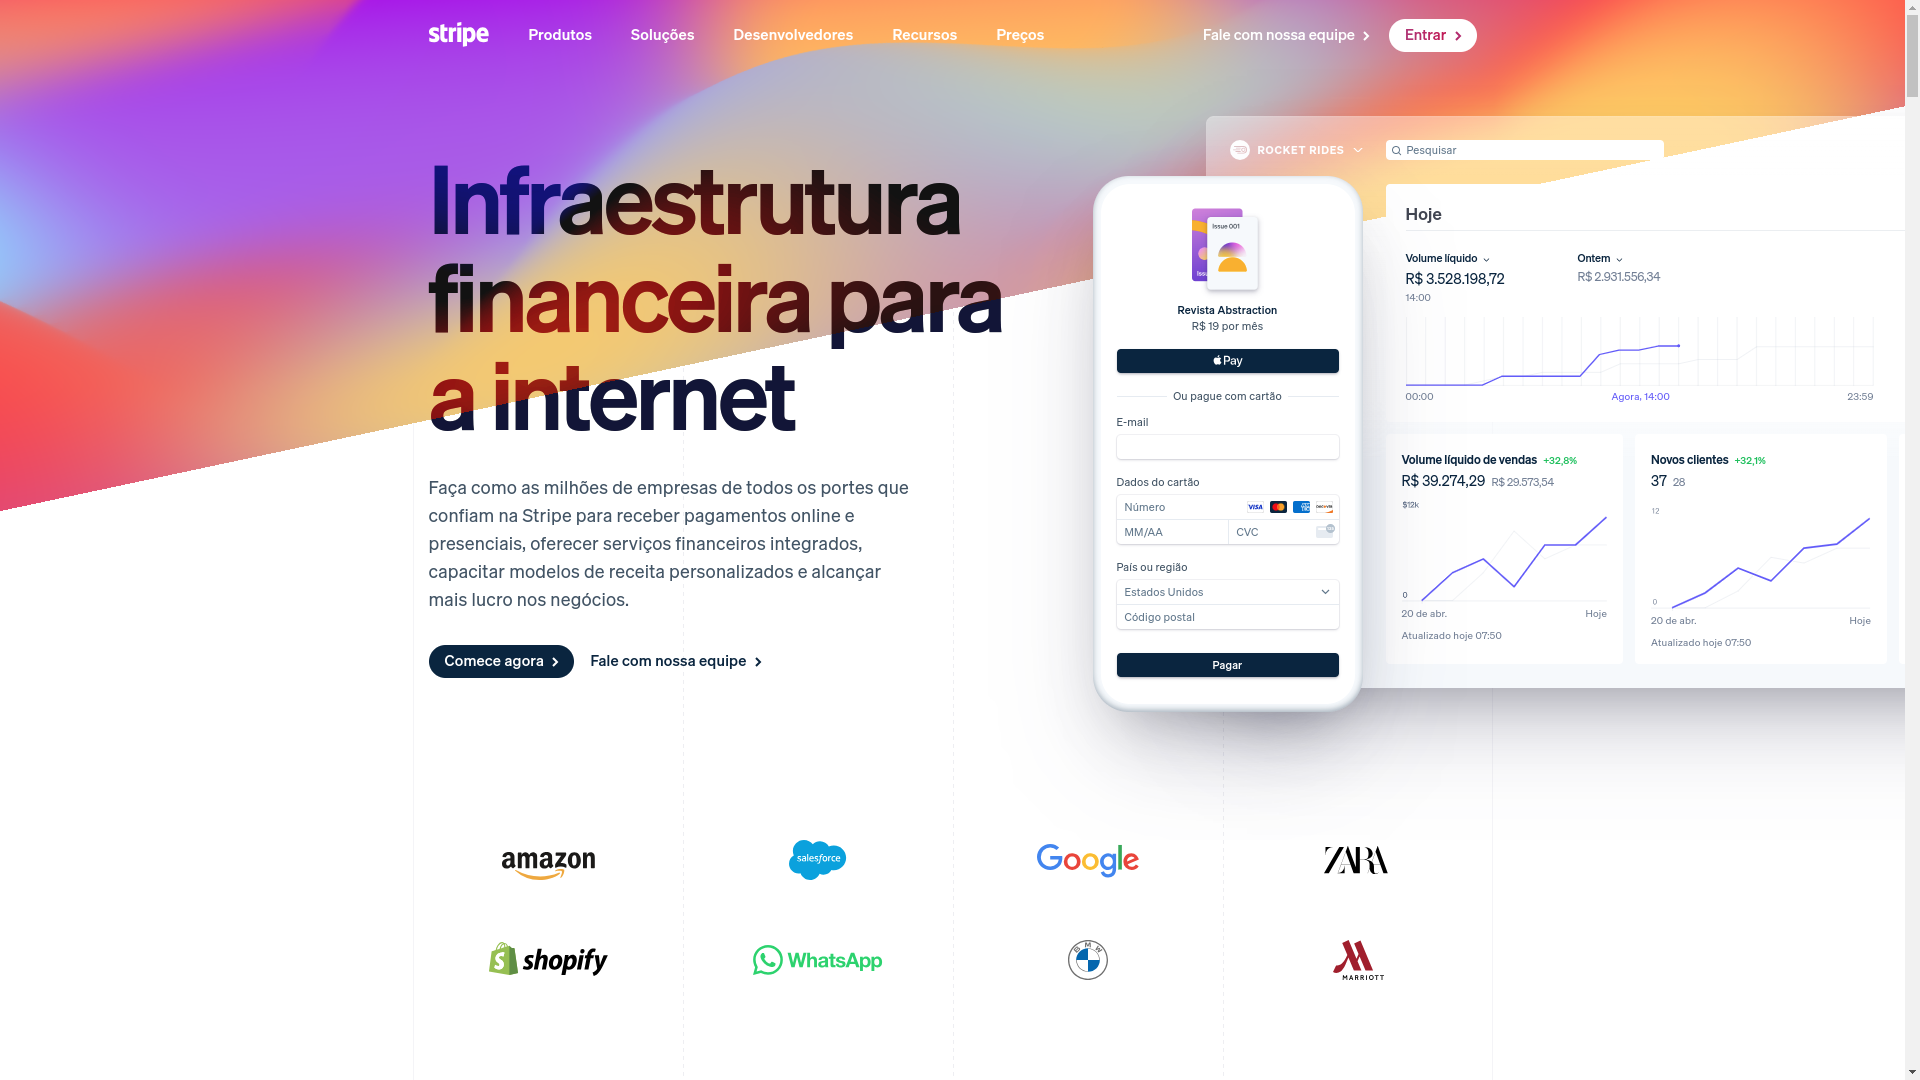 stripe
Produtos
Soluções
Desenvolvedores
Recursos
Preços
Fale com nossa equipe
Entrar
Infraestrutura
financeira para
a internet
Faça como as milhões de empresas de todos os portes que
confiam na Stripe para receber pagamentos online e
presenciais, oferecer serviços financeiros integrados,
capacitar modelos de receita personalizados e alcançar
mais lucro nos negócios.
Comece agora
Fale com nossa equipe
Issue 001
Revista Abstraction
R$ 19 por mês
Pay
Ou pague com cartão
E-mail
Dados do cartão
Número
VISA
MM/AA
CVC
País ou região
Estados Unidos
Código postal
Pagar
ROCKET RIDES
Pesquisar
Hoje
Volume líquido
R$ 3.528.198,72
14:00
Ontem
R$ 2.931.556,34
00:00
Agora, 14:00
23:59
Volume líquido de vendas +32,8%
R$ 39.274,29 R$ 29.573,54
$12k
0
20 de abr.
Hoje
Atualizado hoje 07:50
Novos clientes +32,1%
37 28
12
0
20 de abr.
Hoje
Atualizado hoje 07:50
amazon
salesforce
Google
ZARA
shopify
WhatsApp
BMW
MARRIOTT